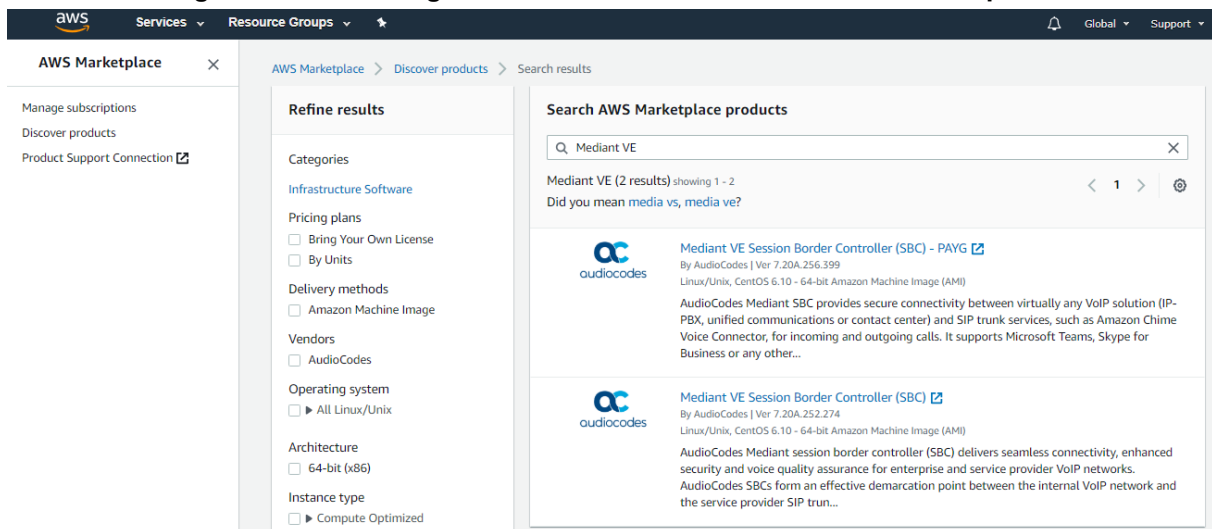 aws
Services
Resource Groups
Global
Support
AWS Marketplace
Manage subscriptions
Discover products
Product Support Connection
AWS Marketplace > Discover products > Search results
Refine results
Categories
Infrastructure Software
Pricing plans
Bring Your Own License
By Units
Delivery methods
Amazon Machine Image
Vendors
AudioCodes
Operating system
All Linux/Unix
Architecture
64-bit (x86)
Instance type
Compute Optimized
Search AWS Marketplace products
Mediant VE
Mediant VE (2 results) showing 1 - 2
< 1 >
Did you mean media vs, media ve?
audiocodes
Mediant VE Session Border Controller (SBC) - PAYG
By AudioCodes | Ver 7.20A.256.399
Linux/Unix, CentOS 6.10 - 64-bit Amazon Machine Image (AMI)
AudioCodes Mediant SBC provides secure connectivity between virtually any VoIP solution (IP-
PBX, unified communications or contact center) and SIP trunk services, such as Amazon Chime
Voice Connector, for incoming and outgoing calls. It supports Microsoft Teams, Skype for
Business or any other...
audiocodes
Mediant VE Session Border Controller (SBC)
By AudioCodes | Ver 7.20A.252.274
Linux/Unix, CentOS 6.10 - 64-bit Amazon Machine Image (AMI)
AudioCodes Mediant session border controller (SBC) delivers seamless connectivity, enhanced
security and voice quality assurance for enterprise and service provider VoIP networks.
AudioCodes SBCs form an effective demarcation point between the internal VoIP network and
the service provider SIP trun...